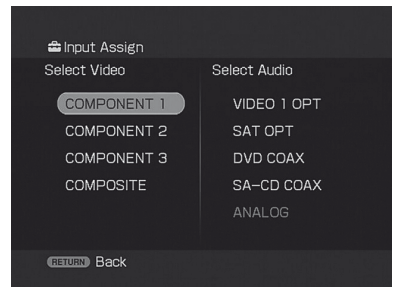 Input Assign
Select Video
Select Audio
COMPONENT 1
VIDEO 1 OPT
COMPONENT 2
SAT OPT
COMPONENT 3
DVD COAX
COMPOSITE
SA-CD COAX
ANALOG
RETURN Back